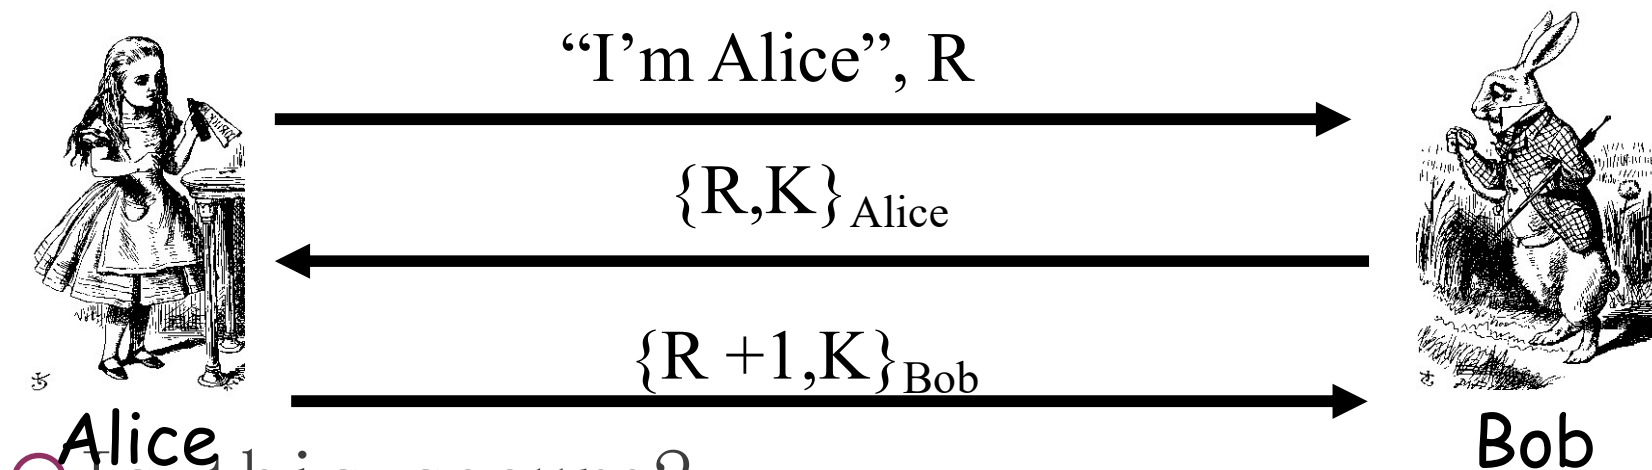 “I’m Alice”, R
{R,K}Alice
{R +1,K}Bob
Alice
Bob